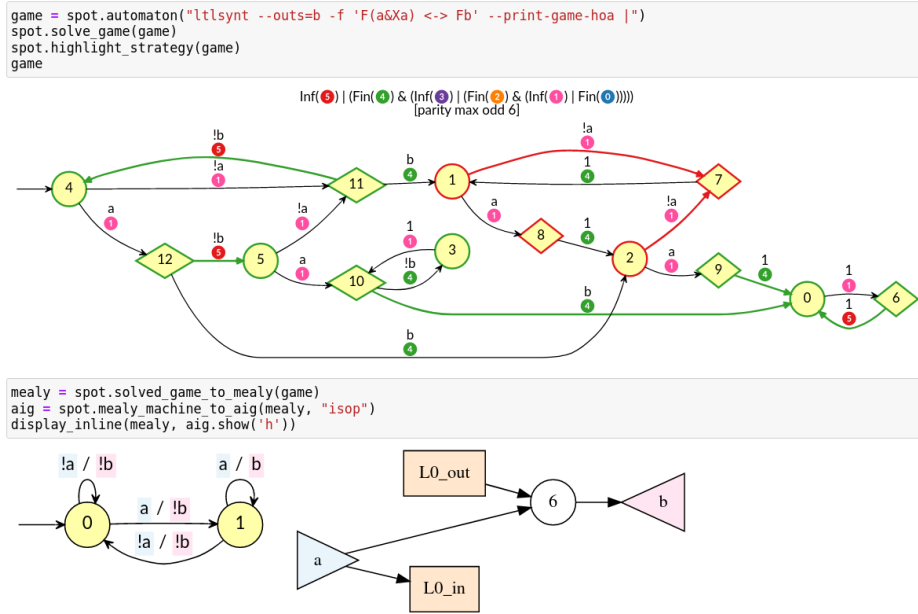 game = spot.automaton("ltlsynt --outs=b -f 'F(a&Xa) <-> Fb' --print-game-hoa |")
spot.solve_game(game)
spot.highlight_strategy(game)
game
Inf(5) | (Fin(4) & (Inf(3) | (Fin(2) & (Inf(1) | Fin(0)))))
[parity max odd 6]
!b
5
!a
1
b
4
!a
1
1
4
4
11
1
7
a
1
!a
1
a
1
8
1
4
!a
1
12
!b
5
5
a
1
10
1
1
!b
4
3
2
a
1
9
1
4
b
4
0
1
1
1
5
6
b
4
mealy = spot.solved_game_to_mealy(game)
aig = spot.mealy_machine_to_aig(mealy, "isop")
display_inline(mealy, aig.show('h'))
!a / !b
a / b
0
a / !b
!a / !b
1
L0_out
6
b
a
L0_in